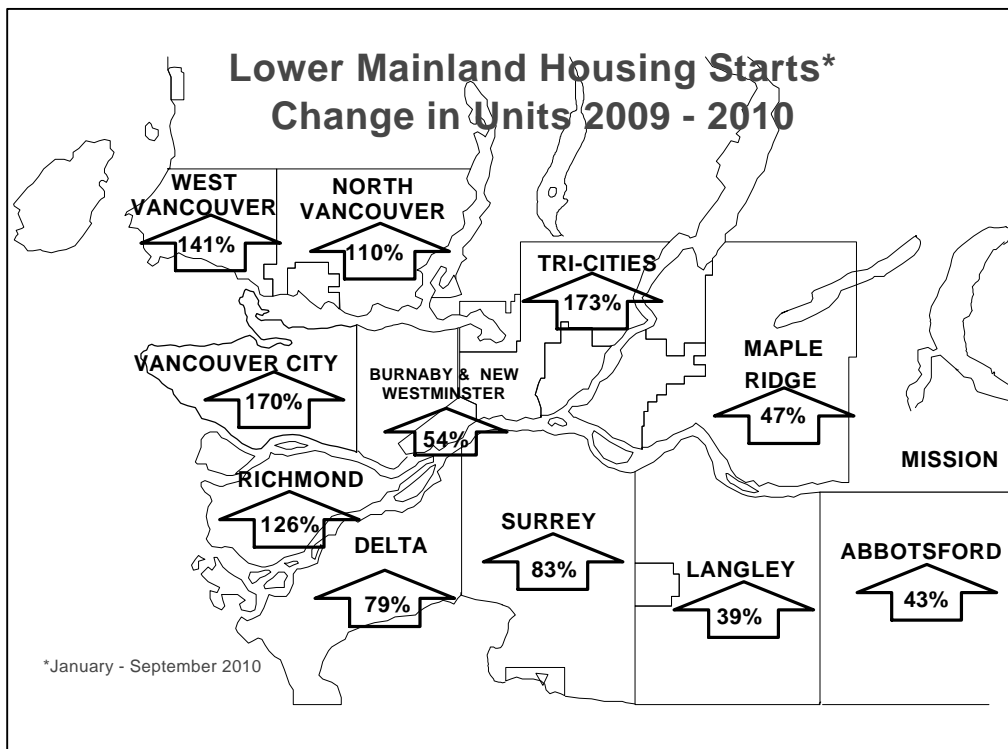 Lower Mainland Housing Starts*
Change in Units 2009 - 2010
WEST
VANCOUVER
141%
NORTH
VANCOUVER
110%
TRI-CITIES
173%
VANCOUVER CITY
170%
BURNABY & NEW
WESTMINSTER
54%
MAPLE
RIDGE
47%
MISSION
RICHMOND
126%
DELTA
79%
SURREY
83%
LANGLEY
39%
ABBOTSFORD
43%
*January - September 2010